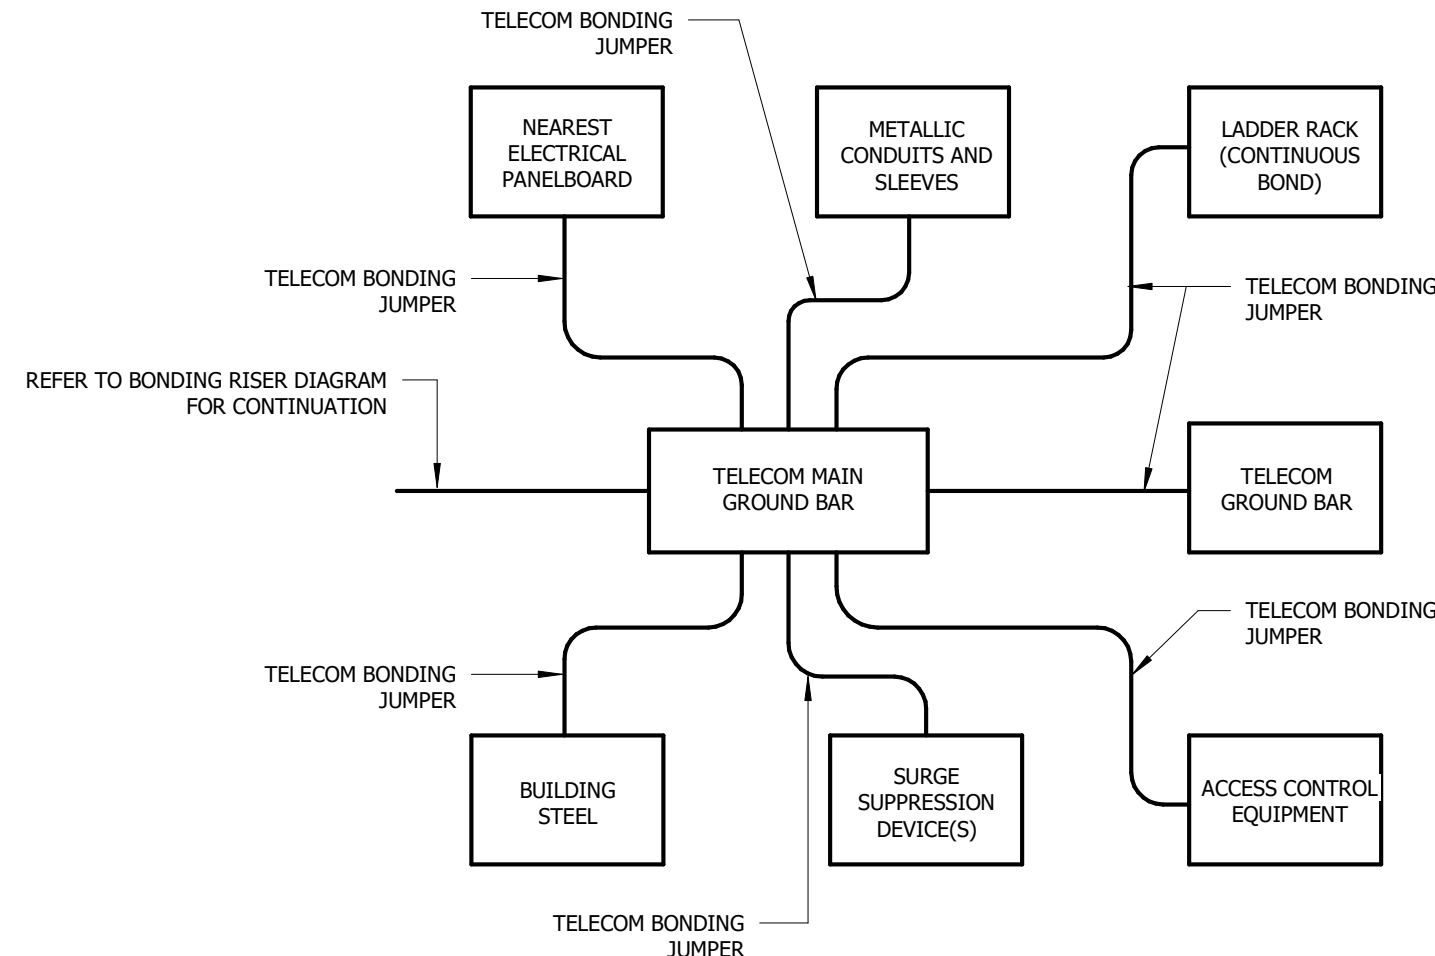 TELECOM BONDING
JUMPER
NEAREST
ELECTRICAL
PANELBOARD
METALLIC
CONDUITS AND
SLEEVES
LADDER RACK
(CONTINUOUS
BOND)
TELECOM BONDING
JUMPER
TELECOM BONDING
JUMPER
REFER TO BONDING RISER DIAGRAM
FOR CONTINUATION
TELECOM MAIN
GROUND BAR
TELECOM
GROUND BAR
TELECOM BONDING
JUMPER
TELECOM BONDING
JUMPER
BUILDING
STEEL
SURGE
SUPPRESSION
DEVICE(S)
ACCESS CONTROL
EQUIPMENT
TELECOM BONDING
JUMPER